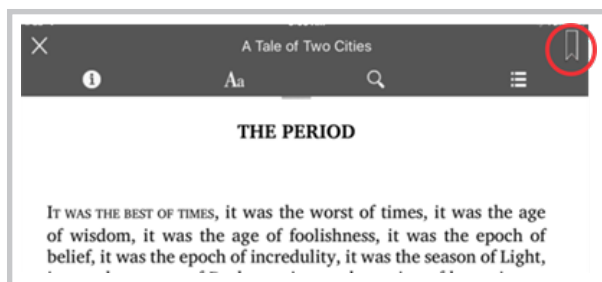 A Tale of Two Cities
Aa
THE PERIOD
IT WAS THE BEST OF TIMES, it was the worst of times, it was the age
of wisdom, it was the age of foolishness, it was the epoch of
belief, it was the epoch of incredulity, it was the season of Light,